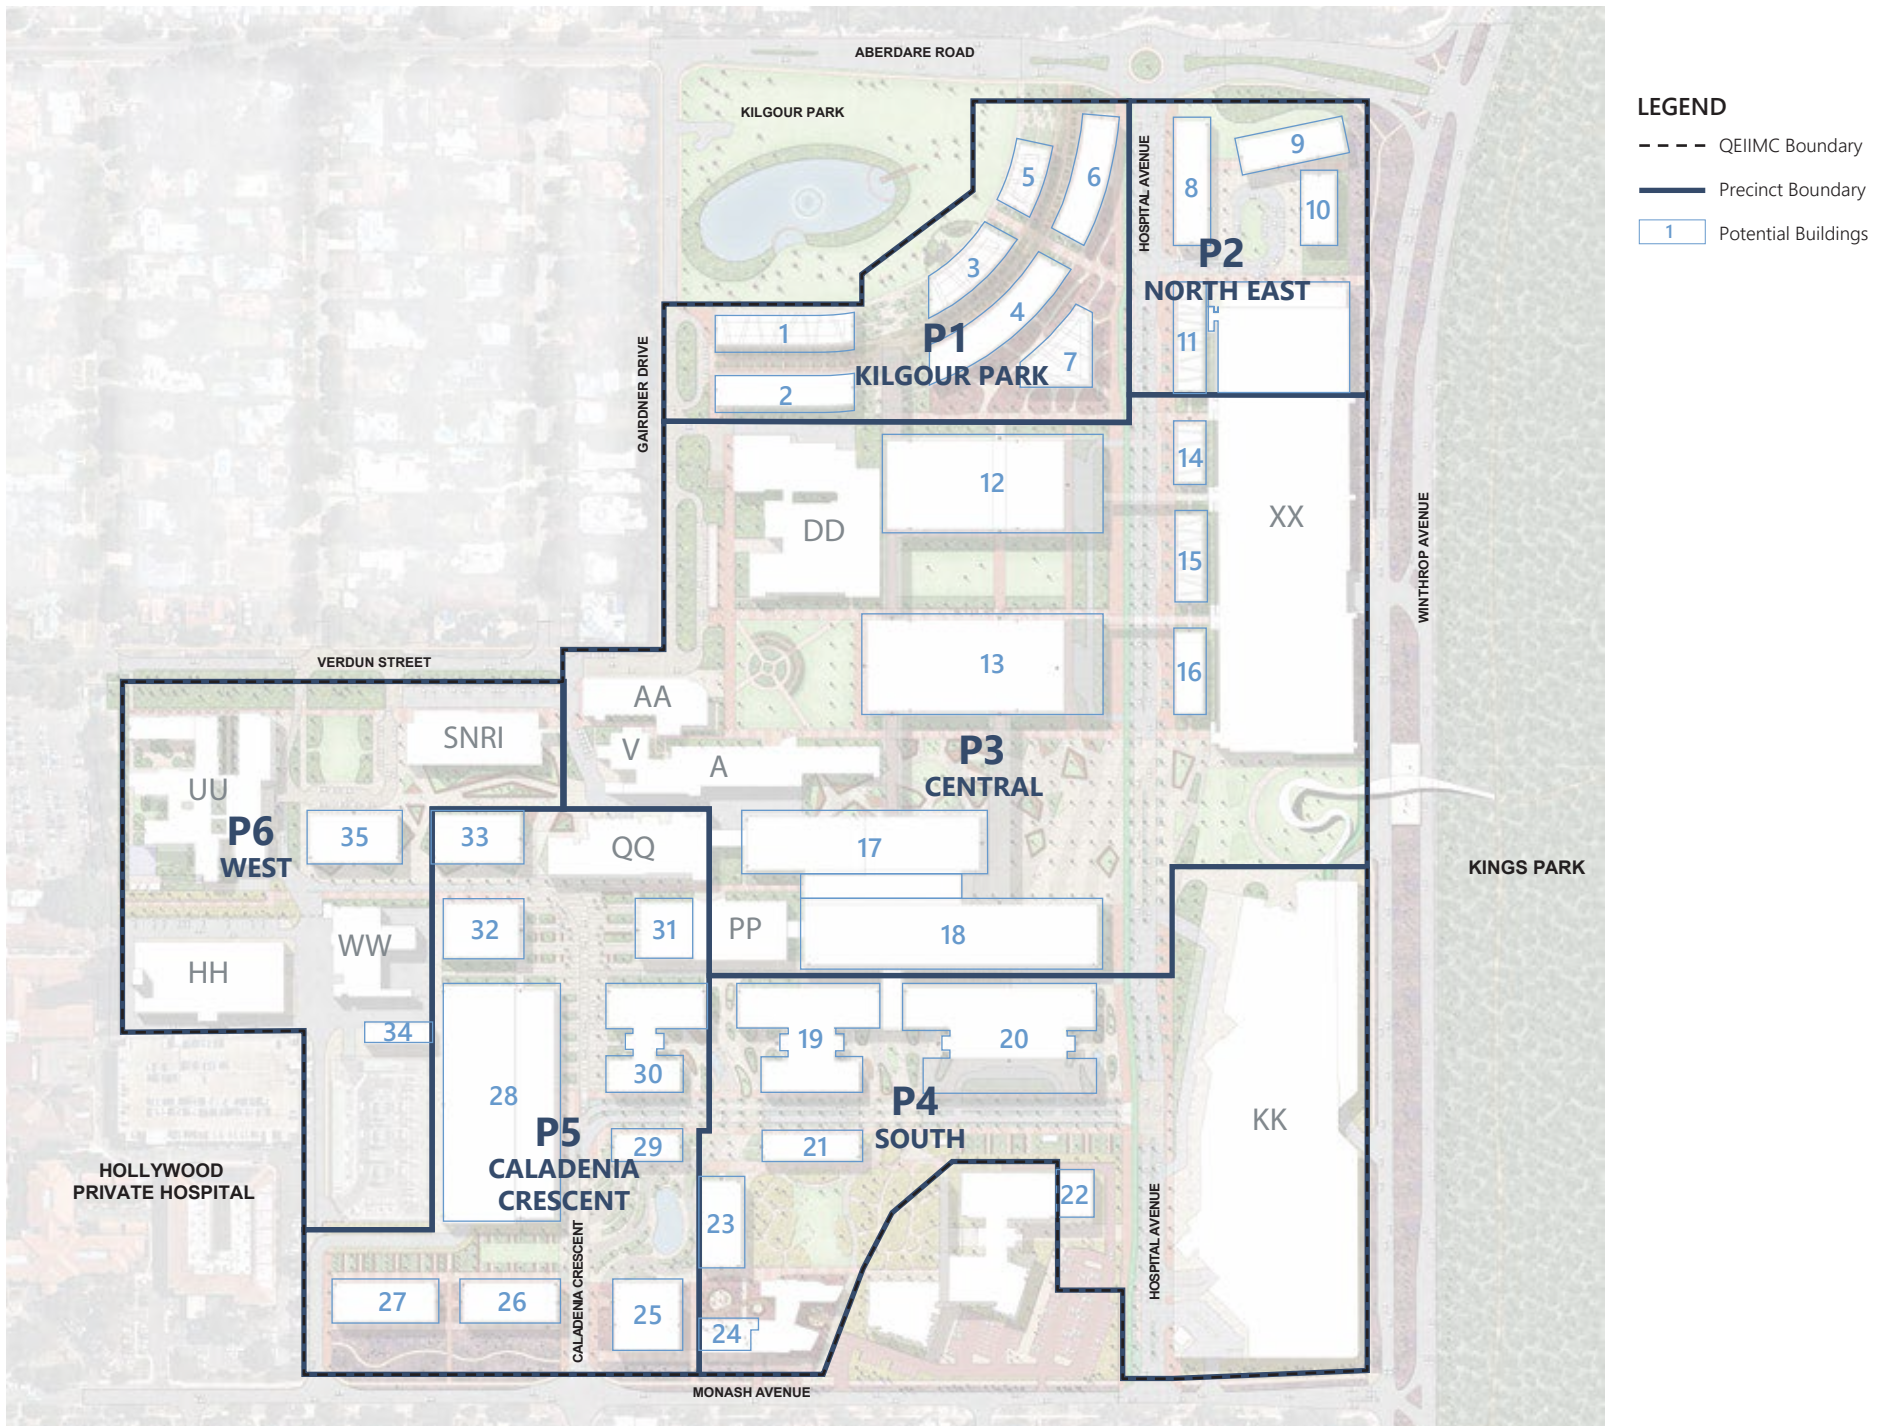 ABERDARE ROAD
KILGOUR PARK
LEGEND
QEIIMC Boundary
Precinct Boundary
1 Potential Buildings
HOSPITAL AVENUE
5
6
8
9
10
3
4
7
P2
NORTH EAST
11
1
2
P1
KILGOUR PARK
GAIRDNER DRIVE
DD
12
14
15
XX
13
16
WINTHROP AVENUE
VERDUN STREET
AA
V
A
SNRI
UU
P3
CENTRAL
P6
WEST
35
33
QQ
17
KINGS PARK
WW
32
31
PP
18
HH
34
28
30
19
20
P4
SOUTH
KK
P5
CALADENIA
CRESCENT
29
21
22
23
HOLLYWOOD
PRIVATE HOSPITAL
HOSPITAL AVENUE
CALADENIA CRESCENT
27
26
25
24
MONASH AVENUE